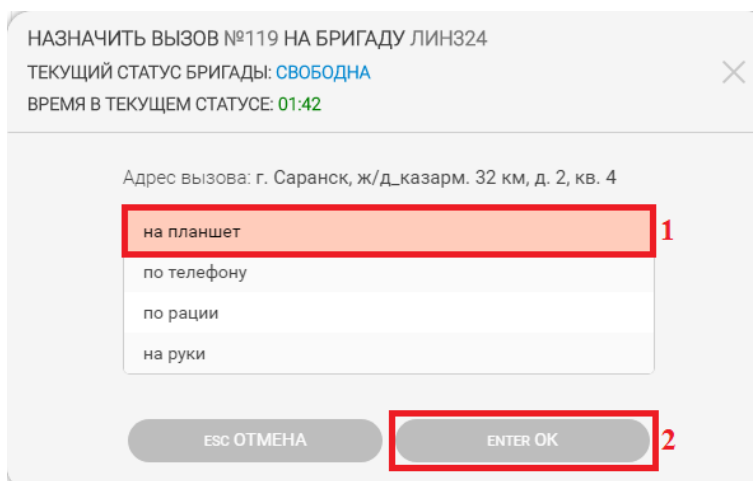 НАЗНАЧИТЬ ВЫЗОВ №119 НА БРИГАДУ ЛИН324
ТЕКУЩИЙ СТАТУС БРИГАДЫ: СВОБОДНА
ВРЕМЯ В ТЕКУЩЕМ СТАТУСЕ: 01:42
Адрес вызова: г. Саранск, ж/д_казарм. 32 км, д. 2, кв. 4
на планшет 1
по телефону
по рации
на руки
ESC ОТМЕНА ENTER OK 2